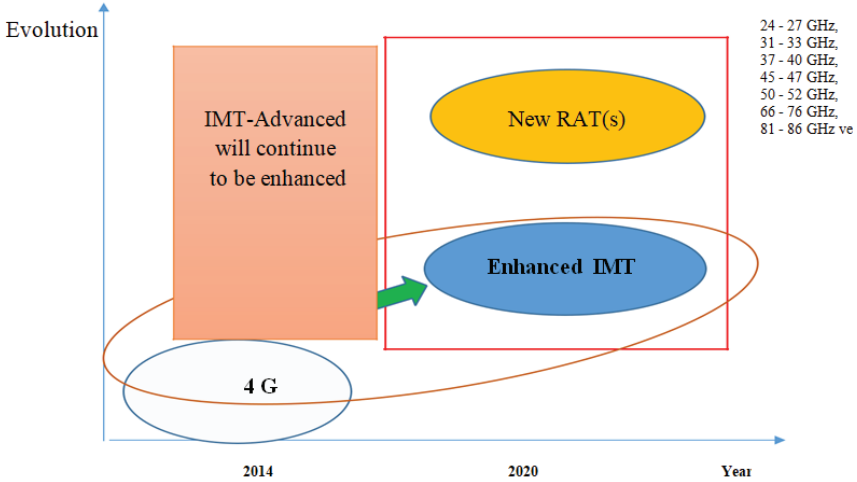 Evolution
24 - 27 GHz,
31 - 33 GHz,
37 - 40 GHz,
45 - 47 GHz,
50 - 52 GHz,
66 - 76 GHz,
81 - 86 GHz ve
IMT-Advanced
will continue
to be enhanced
New RAT(s)
Enhanced IMT
4 G
2014
2020
Year